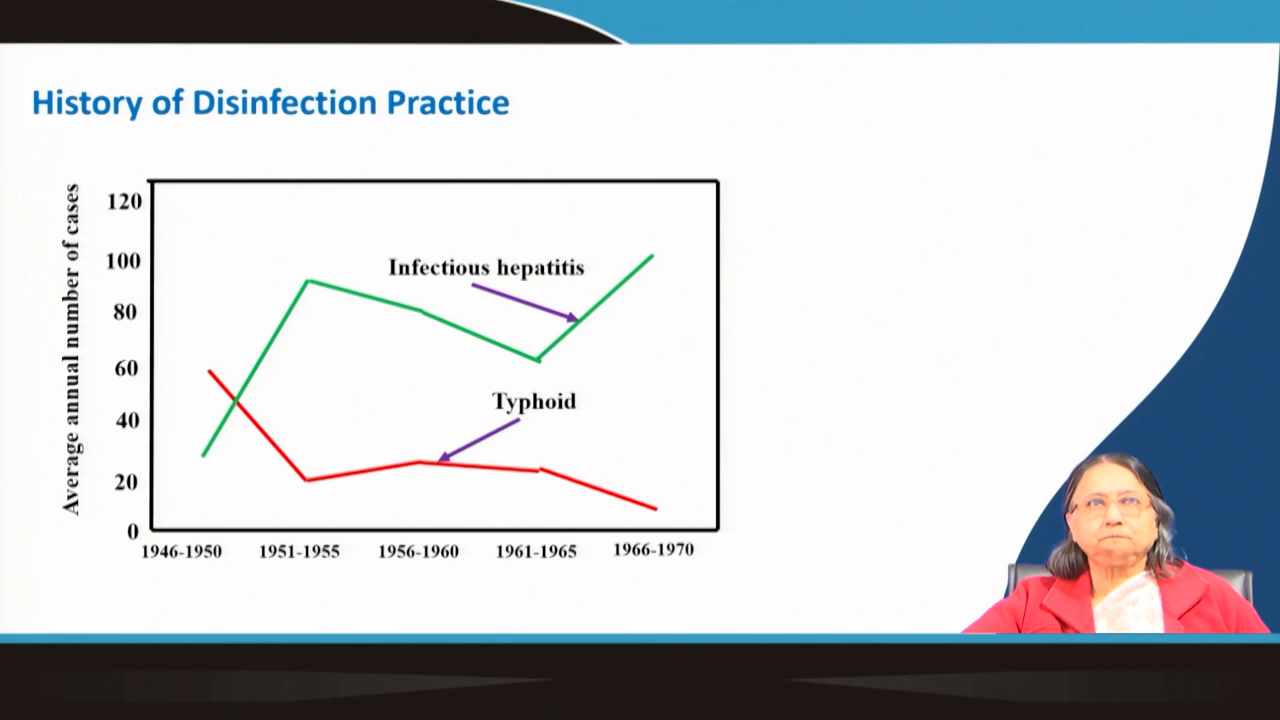 History of Disinfection Practice
Average annual number of cases
120
100
80
60
40
20
0
Infectious hepatitis
Typhoid
1946-1950 1951-1955 1956-1960 1961-1965 1966-1970